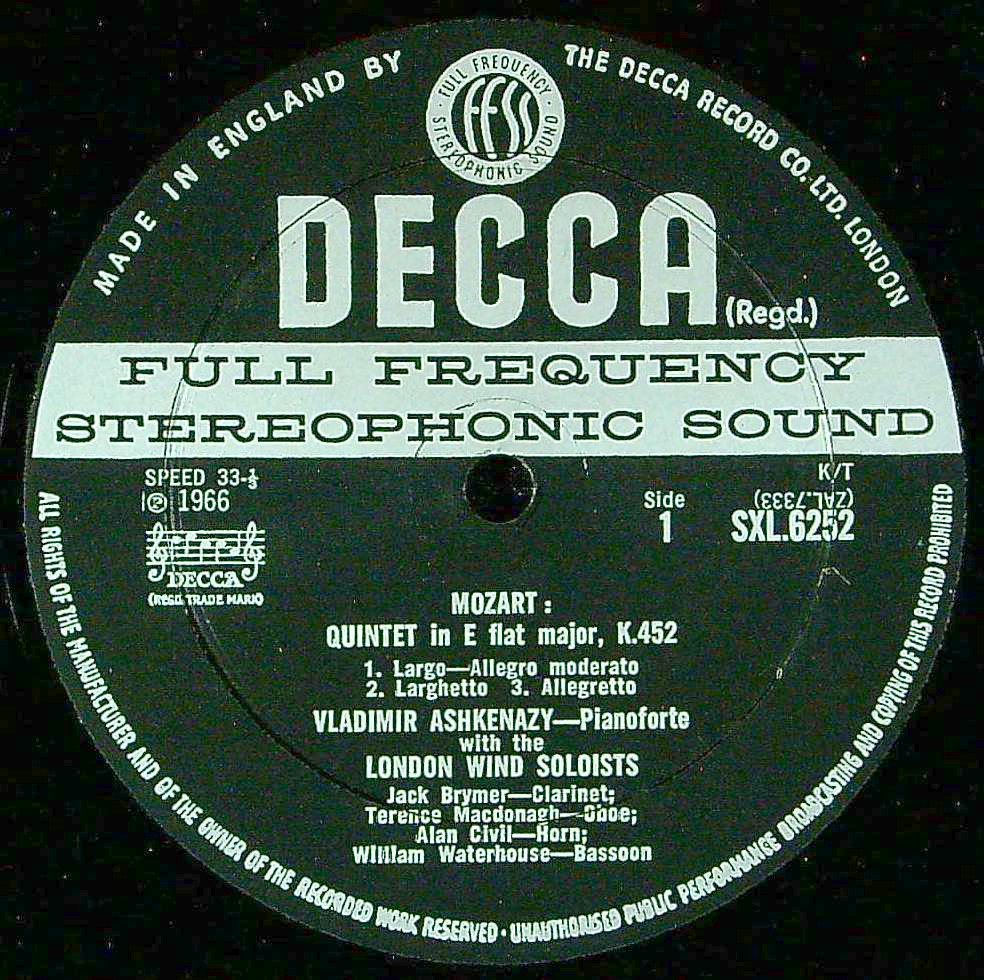 MADE IN ENGLAND BY
THE DECCA RECORD CO. LTD. LONDON
FULL FREQUENCY
FFSS
STEREOPHONIC SOUND
DECCA (Regd.)
FULL FREQUENCY
STEREOPHONIC SOUND
SPEED 33-⅓
℗ 1966
DECCA
(REGD. TRADE MARK)
K/T
Side
(ZAL.7333)
1
SXL.6252
MOZART :
QUINTET in E flat major, K.452
1. Largo—Allegro moderato
2. Larghetto 3. Allegretto
VLADIMIR ASHKENAZY—Pianoforte
with the
LONDON WIND SOLOISTS
Jack Brymer—Clarinet;
Terence Macdonagh—Oboe;
Alan Civil—Horn;
William Waterhouse—Bassoon
ALL RIGHTS OF THE MANUFACTURER AND OF THE OWNER OF THE RECORDED WORK RESERVED · UNAUTHORISED PUBLIC PERFORMANCE BROADCASTING AND COPYING OF THIS RECORD PROHIBITED